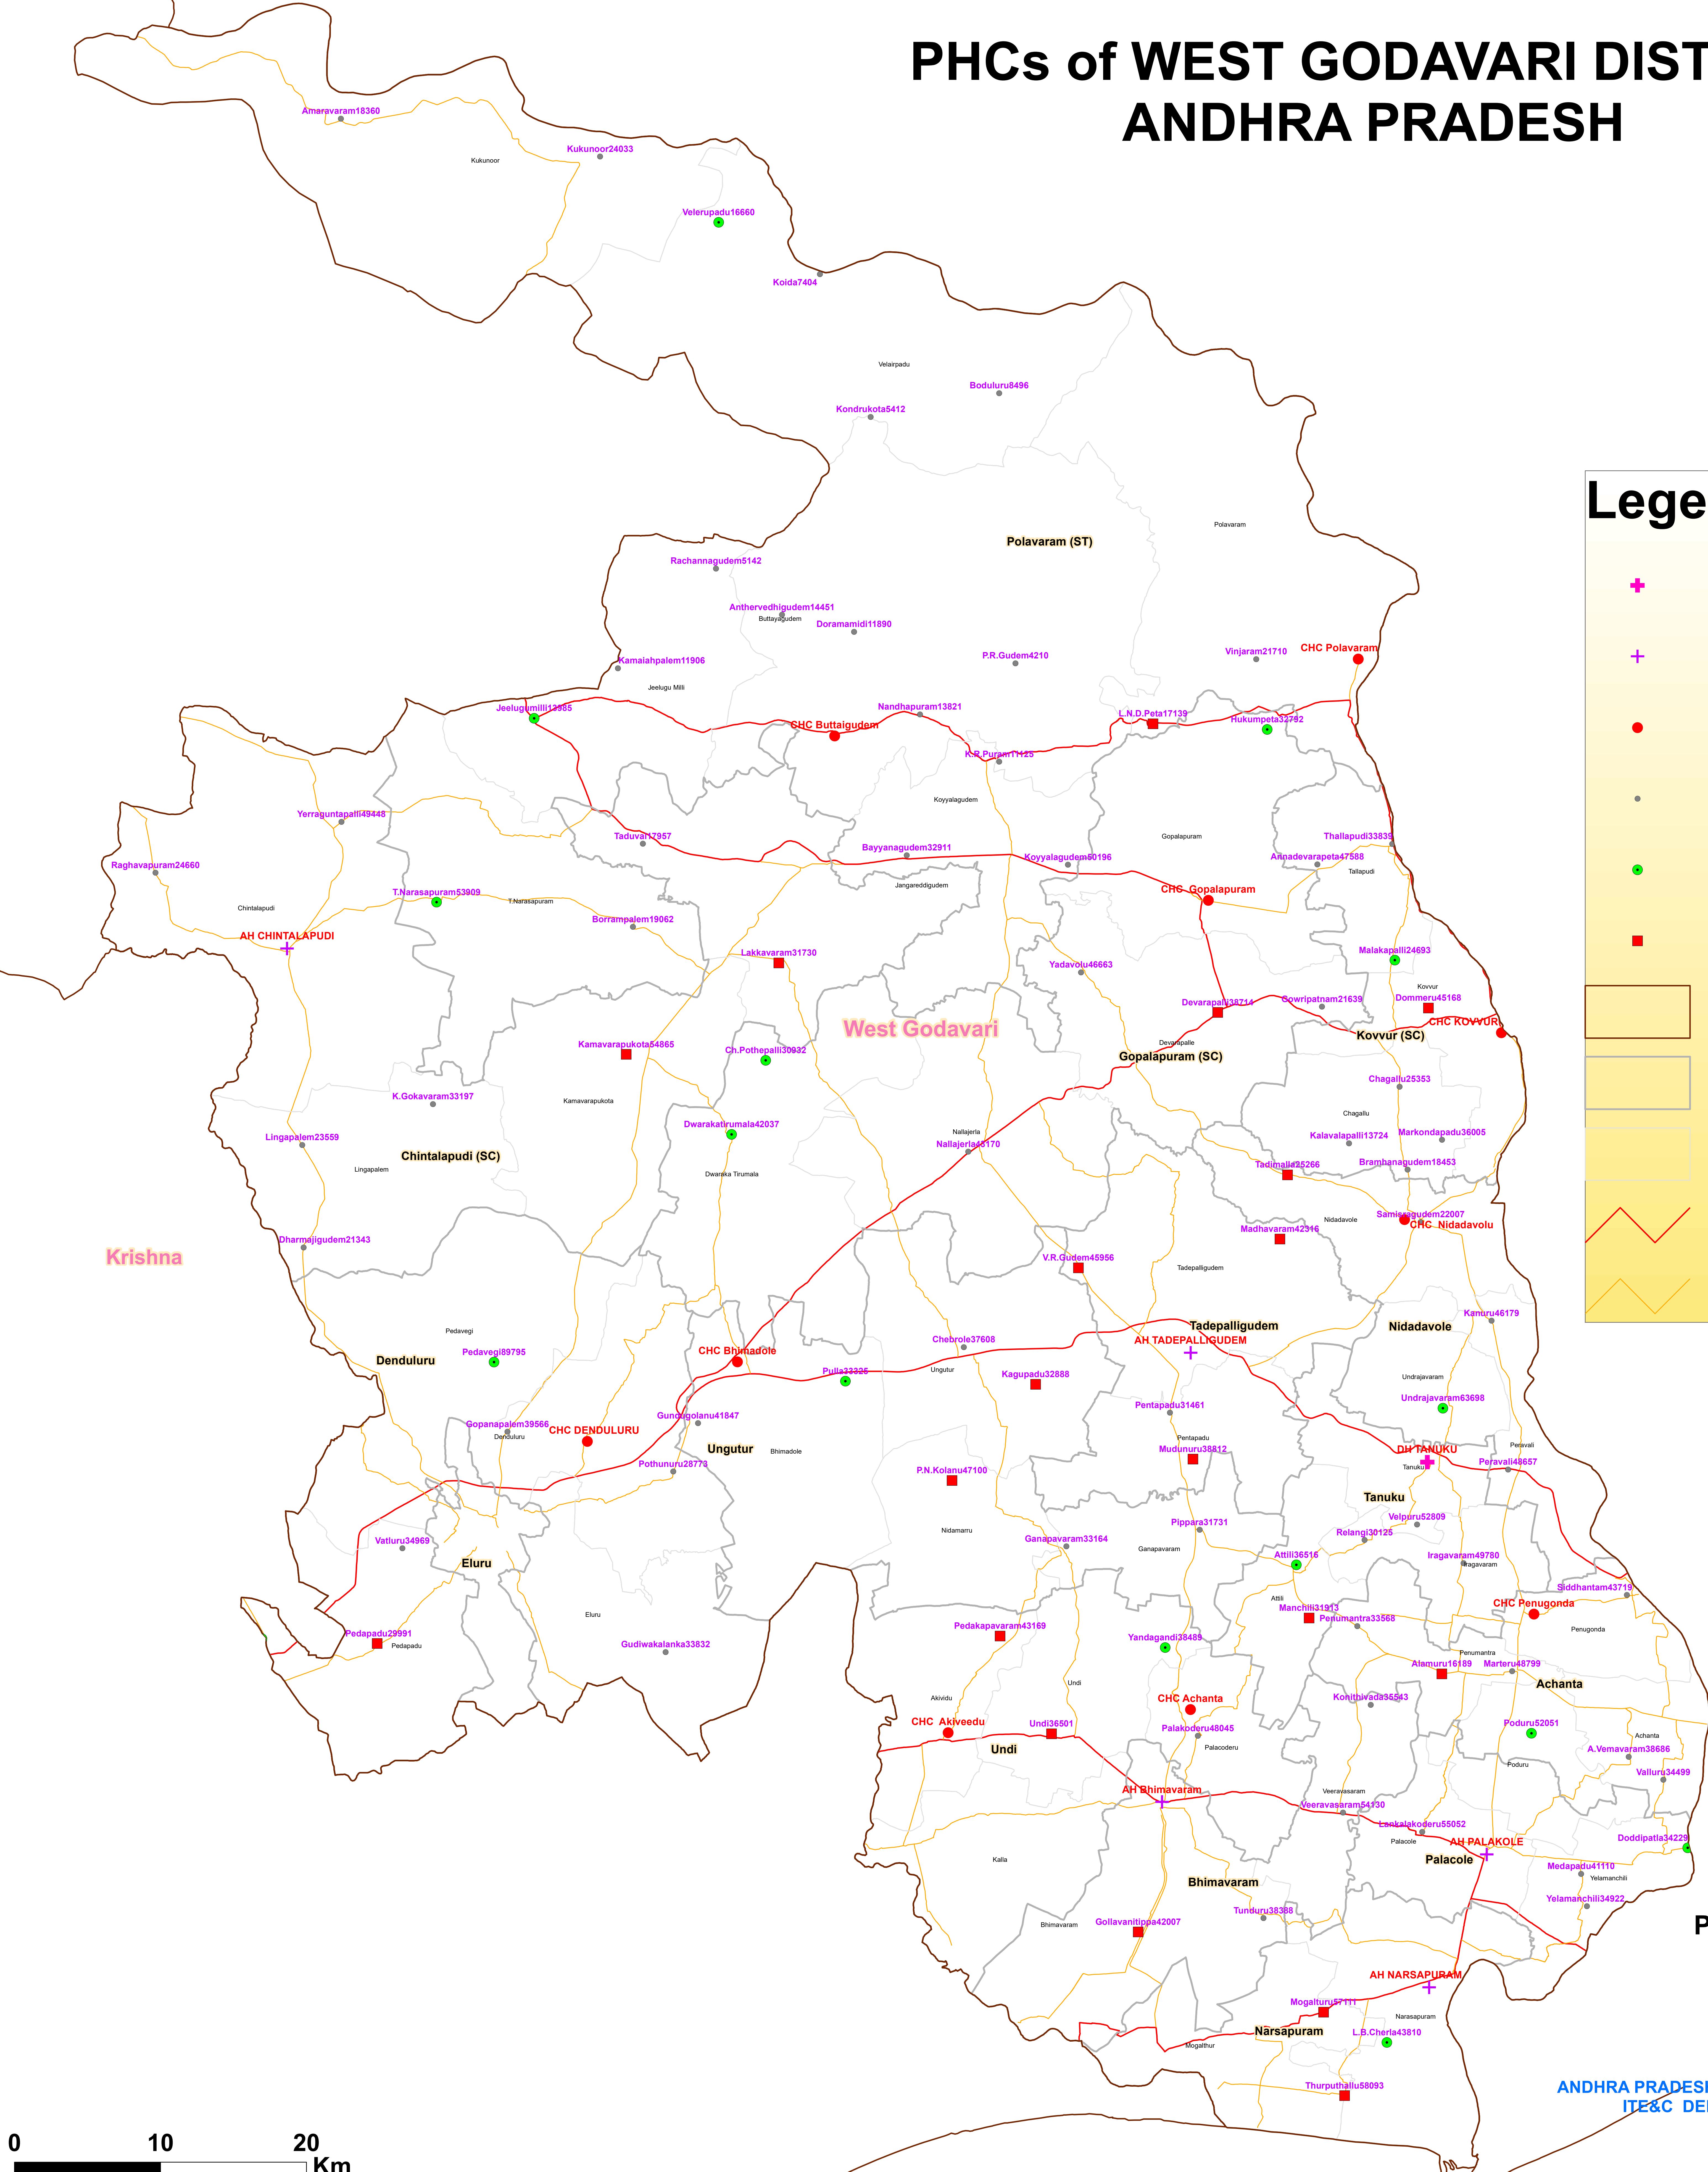 PHCs of WEST GODAVARI DIST
ANDHRA PRADESH
Amaravaram18360
Kukunoor24033
Kukunoor
Velerupadu16660
Koida7404
Velairpadu
Boduluru8496
Kondrukota5412
Lege
Polavaram
Polavaram (ST)
Rachannagudem5142
Anthervedhigudem14451
Buttayagudem
Doramamidi11890
Kamaiahpalem11906
P.R.Gudem4210
Vinjaram21710
CHC Polavaram
Jeelugu Milli
Jeelugumilli13985
Nandhapuram13821
L.N.D.Peta17139
Hukumpeta32792
CHC Buttaigudem
K.R.Puram11125
Koyyalagudem
Yerraguntapalli49448
Taduvai17957
Gopalapuram
Thallapudi33839
Bayyanagudem32911
Koyyalagudem50196
Annadevarapeta47588
Raghavapuram24660
Tallapudi
Jangareddigudem
T.Narasapuram53909
T.Narasapuram
CHC Gopalapuram
Chintalapudi
Borrampalem19062
AH CHINTALAPUDI
Lakkavaram31730
Malakapalli24693
Yadavolu46663
Kovvur
Devarapalli38714
Gowripatnam21639
Dommeru45168
CHC KOVVUR
West Godavari
Kovvur (SC)
Kamavarapukota54865
Ch.Pothepalli30932
Devarapalle
Gopalapuram (SC)
Chagallu25353
K.Gokavaram33197
Kamavarapukota
Chagallu
Dwarakatirumala42037
Nallajerla
Nallajerla43170
Kalavalapalli13724
Markondapadu36005
Lingapalem23559
Chintalapudi (SC)
Lingapalem
Dwaraka Tirumala
Tadimalla25266
Bramhanagudem18453
Samisragudem22007
Nidadavole
CHC Nidadavolu
Madhavaram42316
Dharmajigudem21343
Krishna
V.R.Gudem45956
Tadepalligudem
Kanuru46179
Pedavegi
Tadepalligudem
Nidadavole
Chebrole37608
AH TADEPALLIGUDEM
Denduluru
Pedavegi89795
CHC Bhimadole
Pulla33325
Ungutur
Kagupadu32888
Undrajavaram
Undrajavaram63698
Pentapadu31461
Gopanapalem39566
Denduluru
CHC DENDULURU
Gundugolanu41847
Ungutur
Bhimadole
Pentapadu
Mudunuru38812
DH TANUKU
Peravali
Peravali48657
Tanuku
Pothunuru28773
P.N.Kolanu47100
Tanuku
Velpuru52809
Pippara31731
Nidamarru
Relangi30125
Vatluru34969
Ganapavaram33164
Ganapavaram
Eluru
Attili36516
Iragavaram49780
Iragavaram
Siddhantam43719
Attili
CHC Penugonda
Manchili31913
Penumantra33568
Eluru
Penugonda
Pedapadu29991
Pedapadu
Gudiwakalanka33832
Pedakapavaram43169
Yandagandi38489
Penumantra
Alamuru16189
Marteru48799
Undi
Achanta
Akividu
CHC Achanta
Konithivada35543
CHC Akiveedu
Undi36501
Palakoderu48045
Poduru52051
Achanta
Undi
Palacoderu
A.Vemavaram38686
Poduru
Valluru34499
AH Bhimavaram
Veeravasaram
Veeravasaram54130
Lankalakoderu55052
Palacole
AH PALAKOLE
Doddipatla34229
Kalla
Palacole
Medapadu41110
Yelamanchili
Bhimavaram
Yelamanchili34922
Tunduru38388
Bhimavaram
Gollavanitippa42007
P
AH NARSAPURAM
Mogalturu57111
Narasapuram
Narsapuram
L.B.Cherla43810
Mogalthur
Thurputhallu58093
ANDHRA PRADES
ITE&C DE
0 10 20
Km